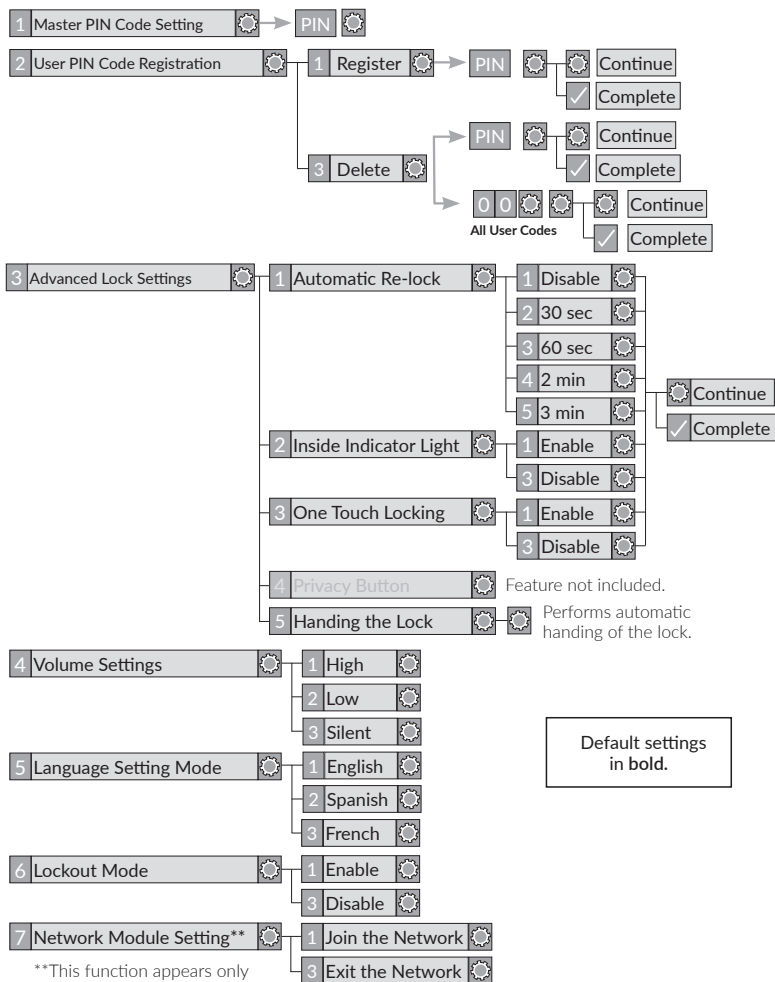 1 Master PIN Code Setting PIN
2 User PIN Code Registration 1 Register PIN Continue
Complete
PIN Continue
3 Delete Complete
0 0 Continue
All User Codes Complete
3 Advanced Lock Settings 1 Automatic Re-lock 1 Disable
2 30 sec
3 60 sec
4 2 min
5 3 min
Continue
Complete
2 Inside Indicator Light 1 Enable
3 Disable
3 One Touch Locking 1 Enable
3 Disable
4 Privacy Button Feature not included.
5 Handing the Lock Performs automatic
handing of the lock.
4 Volume Settings 1 High
2 Low
3 Silent
Default settings
in bold.
5 Language Setting Mode 1 English
2 Spanish
3 French
6 Lockout Mode 1 Enable
3 Disable
7 Network Module Setting** 1 Join the Network
**This function appears only 3 Exit the Network